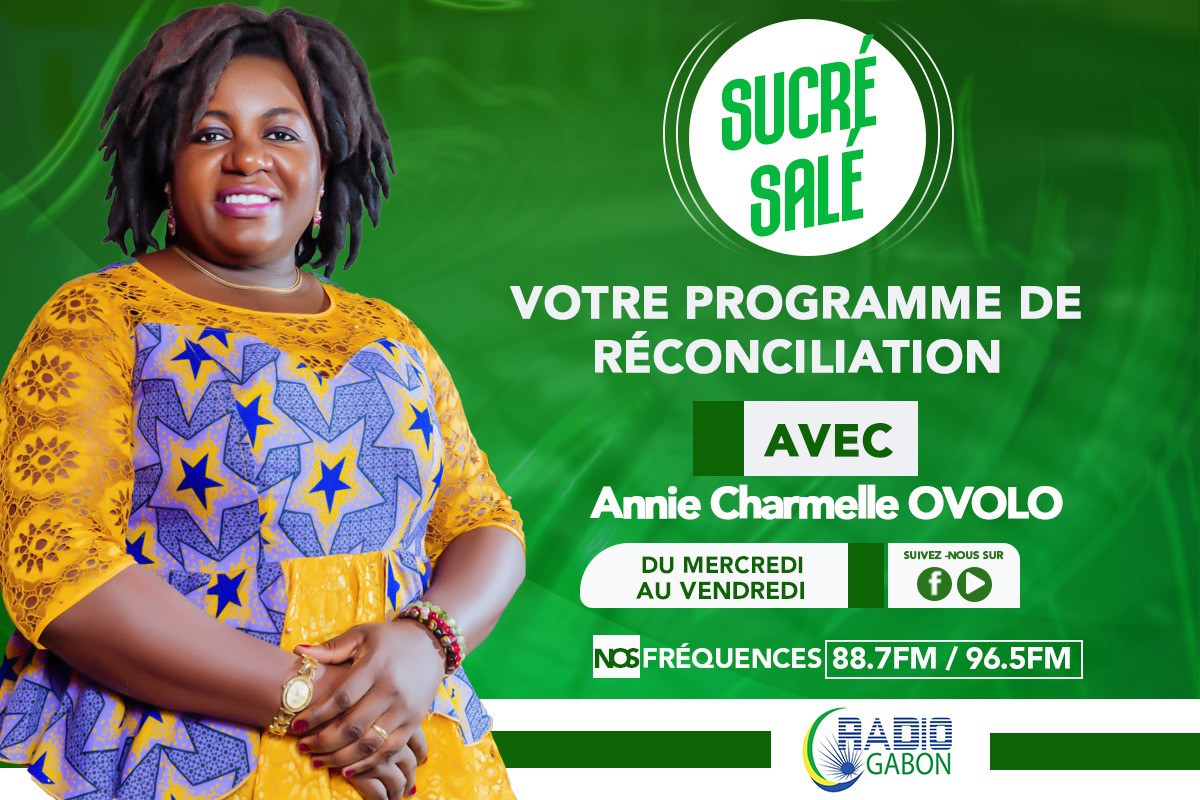 SUCRÉ
SALÉ
VOTRE PROGRAMME DE
RÉCONCILIATION
AVEC
Annie Charmelle OVOLO
DU MERCREDI
AU VENDREDI
SUIVEZ -NOUS SUR
NOS FRÉQUENCES 88.7FM / 96.5FM
RADIO
GABON